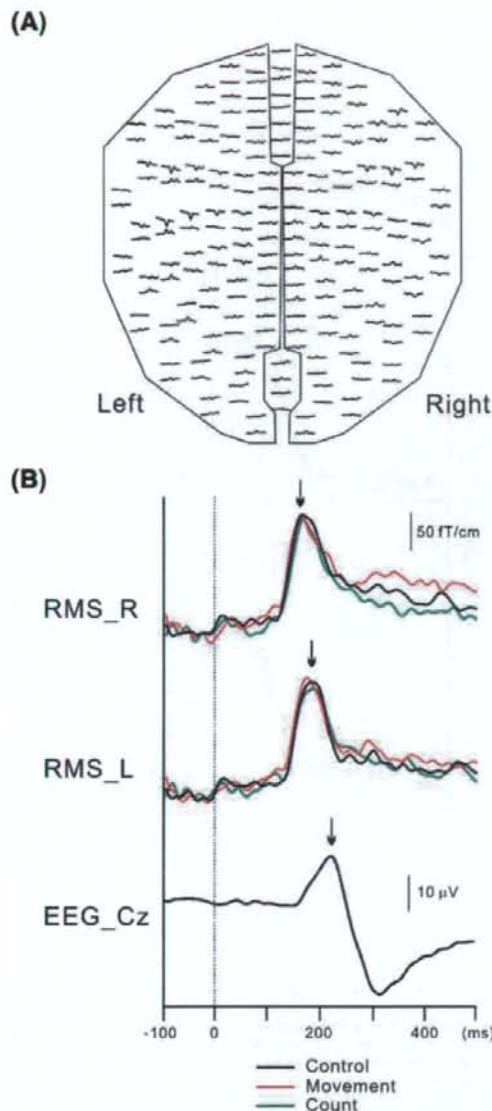 (A)
Left
Right
(B)
50 fT/cm
RMS_R
RMS_L
10 μV
EEG_Cz
-100 0 200 400 (ms)
Control
Movement
Count